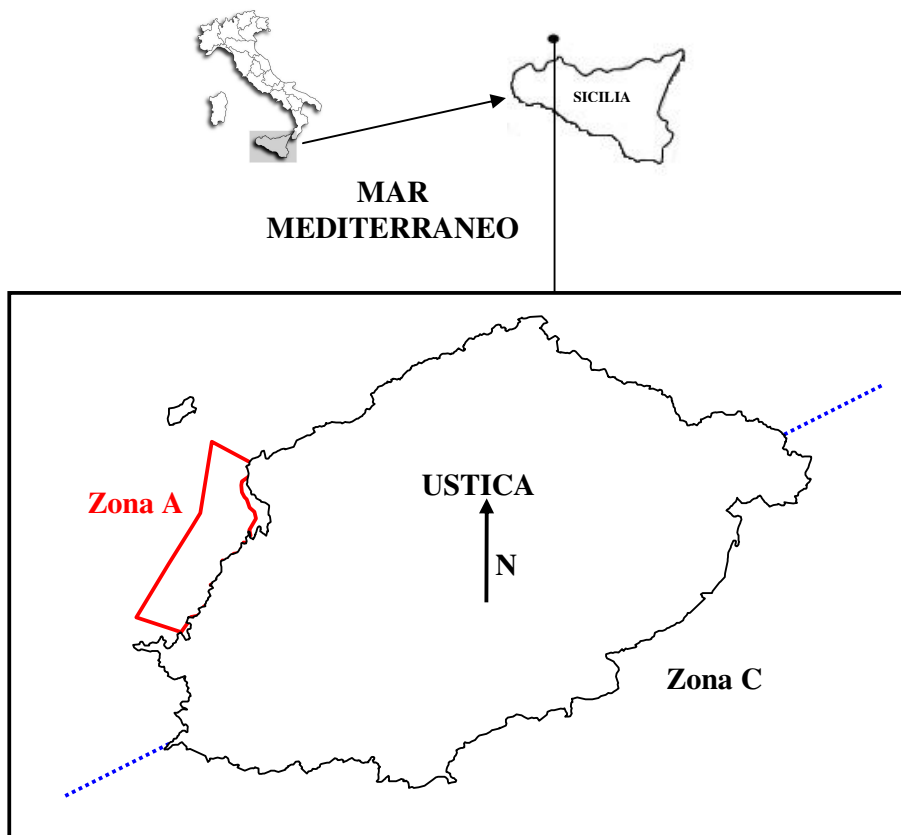 SICILIA
MAR
MEDITERRANEO
USTICA
Zona A
N
Zona C